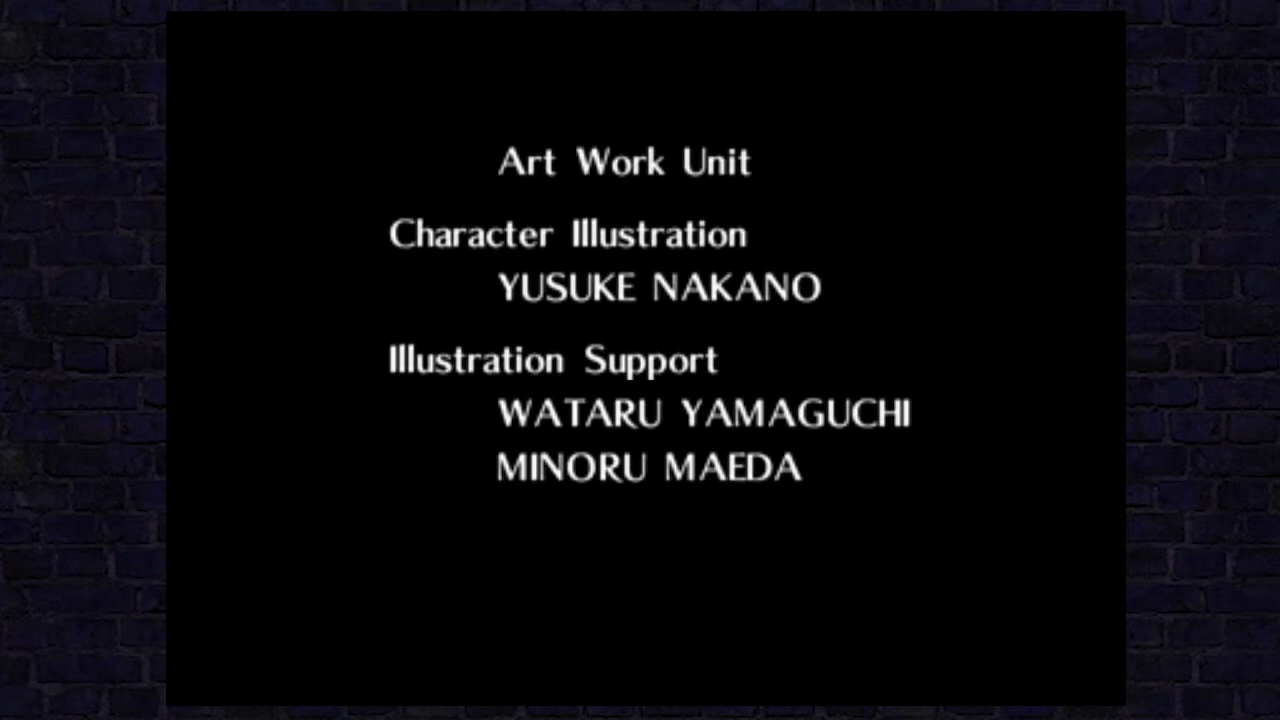 Art Work Unit
Character Illustration
YUSUKE NAKANO
Illustration Support
WATARU YAMAGUCHI
MINORU MAEDA